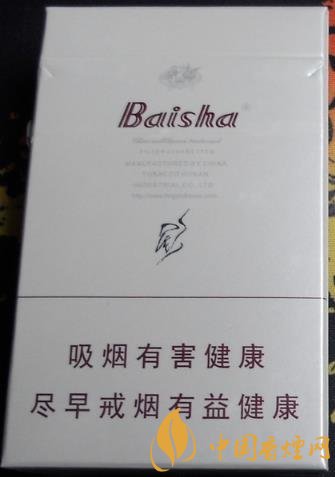 Baisha®
MANUFACTURED BY CHINA
TOBACCO HUNAN
INDUSTRIAL CO., LTD
吸烟有害健康
尽早戒烟有益健康
中国香烟网